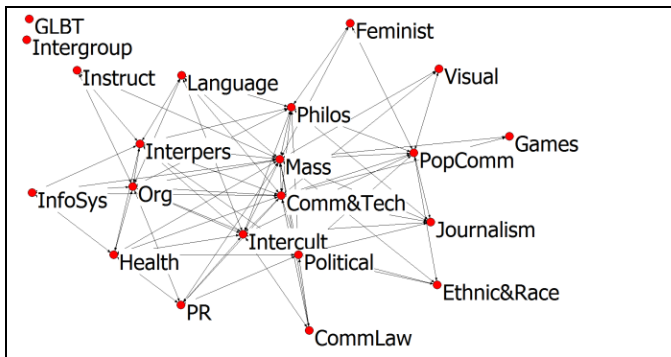 GLBT
Intergroup
Feminist
Instruct
Language
Visual
Philos
Games
Interpers
Mass
PopComm
InfoSys
Org
Comm&Tech
Journalism
Intercult
Health
Political
Ethnic&Race
PR
CommLaw